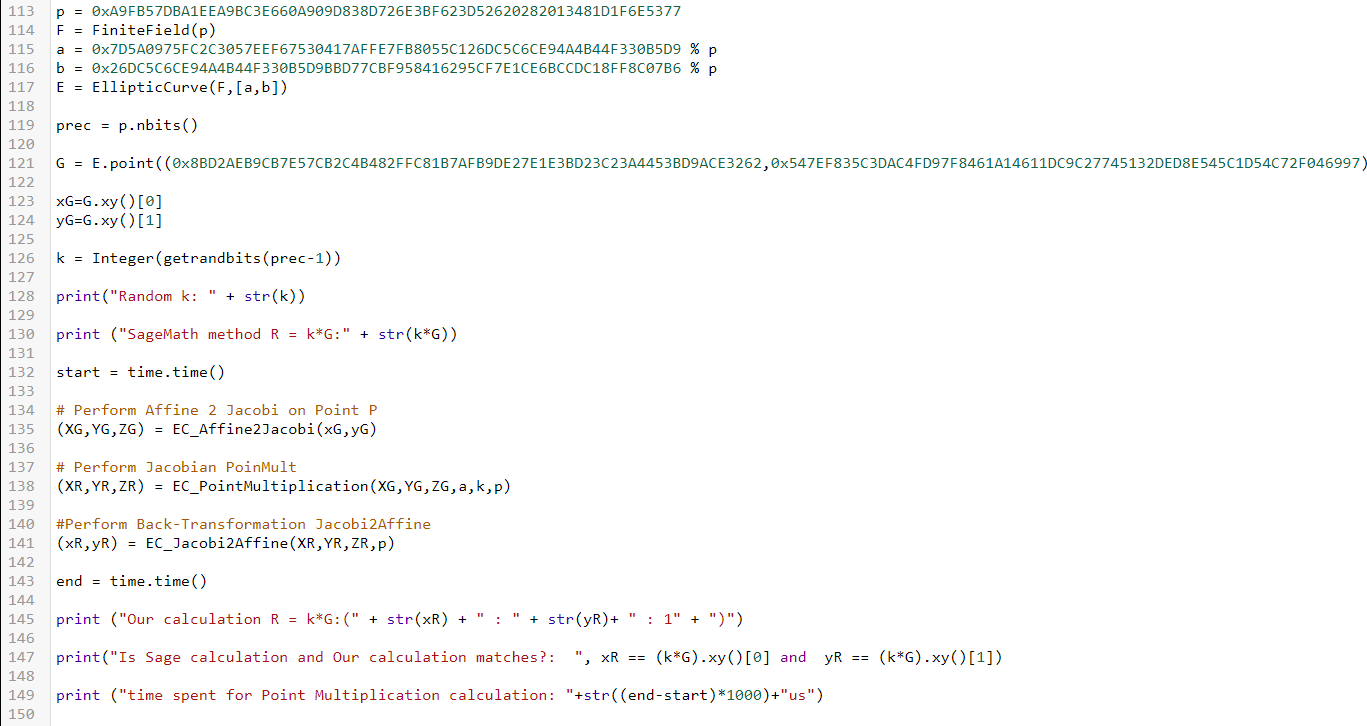 113 p = 0xA9FB57DBA1EEA9BC3E660A909D838D726E3BF623D52620282013481D1F6E5377
114 F = FiniteField(p)
115 a = 0x7D5A0975FC2C3057EEF67530417AFFE7FB8055C126DC5C6CE94A4B44F330B5D9 % p
116 b = 0x26DC5C6CE94A4B44F330B5D9BBD77CBF958416295CF7E1CE6BCCDC18FF8C07B6 % p
117 E = EllipticCurve(F,[a,b])
118
119 prec = p.nbits()
120
121 G = E.point((0x8BD2AEB9CB7E57CB2C4B482FFC81B7AFB9DE27E1E3BD23C23A4453BD9ACE3262,0x547EF835C3DAC4FD97F8461A14611DC9C27745132DED8E545C1D54C72F046997)
122
123 xG=G.xy()[0]
124 yG=G.xy()[1]
125
126 k = Integer(getrandbits(prec-1))
127
128 print("Random k: " + str(k))
129
130 print ("SageMath method R = k*G:" + str(k*G))
131
132 start = time.time()
133
134 # Perform Affine 2 Jacobi on Point P
135 (XG,YG,ZG) = EC_Affine2Jacobi(xG,yG)
136
137 # Perform Jacobian PoinMult
138 (XR,YR,ZR) = EC_PointMultiplication(XG,YG,ZG,a,k,p)
139
140 #Perform Back-Transformation Jacobi2Affine
141 (xR,yR) = EC_Jacobi2Affine(XR,YR,ZR,p)
142
143 end = time.time()
144
145 print ("Our calculation R = k*G:(" + str(xR) + " : " + str(yR)+ " : 1" + ")")
146
147 print("Is Sage calculation and Our calculation matches?:  ", xR == (k*G).xy()[0] and  yR == (k*G).xy()[1])
148
149 print ("time spent for Point Multiplication calculation: "+str((end-start)*1000)+"us")
150